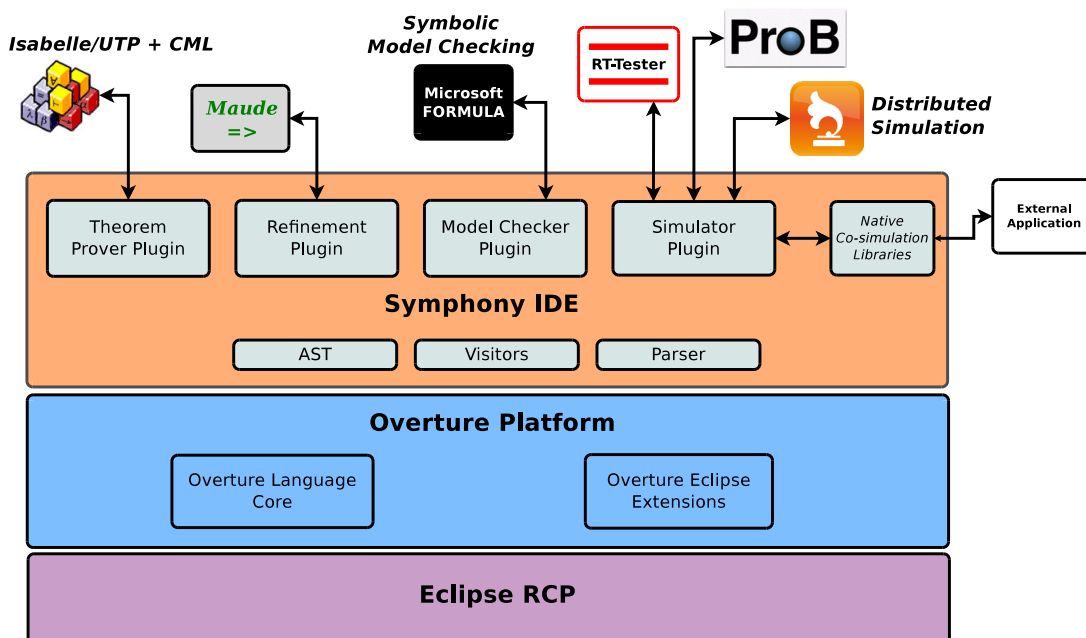 Isabelle/UTP + CML
Symbolic
Model Checking
Maude
=>
Microsoft
FORMULA
RT-Tester
ProB
Distributed
Simulation
Theorem
Prover Plugin
Refinement
Plugin
Model Checker
Plugin
Simulator
Plugin
Native
Co-simulation
Libraries
External
Application
Symphony IDE
AST
Visitors
Parser
Overture Platform
Overture Language
Core
Overture Eclipse
Extensions
Eclipse RCP